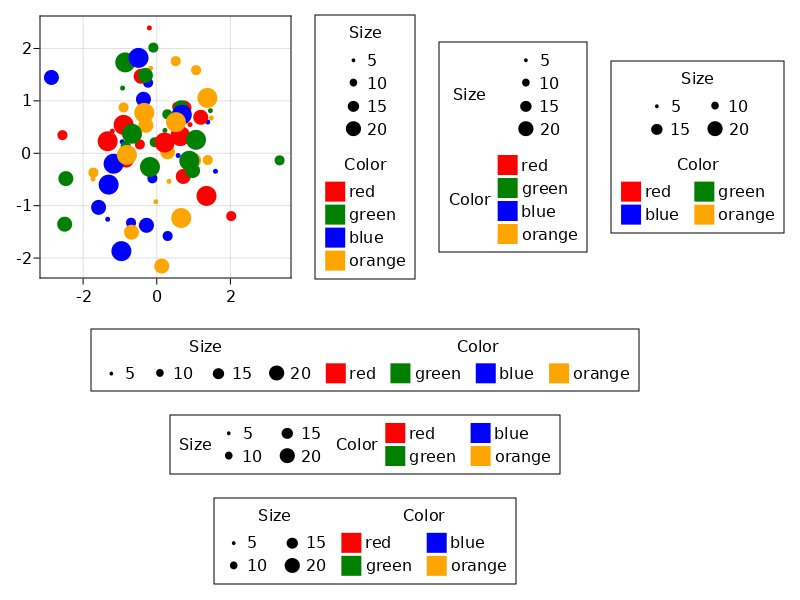 2
1
0
-1
-2
-2 0 2
Size
5
10
15
20
Color
red
green
blue
orange
Size
5
10
15
20
Color
red
green
blue
orange
Size
5 10
15 20
Color
red green
blue orange
Size Color
5 10 15 20 red green blue orange
Size 5 15 Color red blue
10 20 green orange
Size Color
5 15 red blue
10 20 green orange